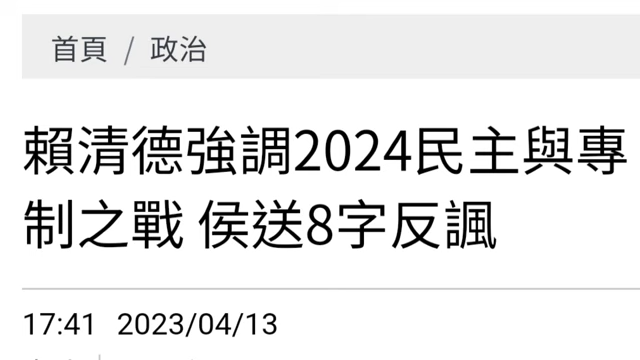 首頁 / 政治
賴清德強調2024民主與專
制之戰 侯送8字反諷
17:41 2023/04/13